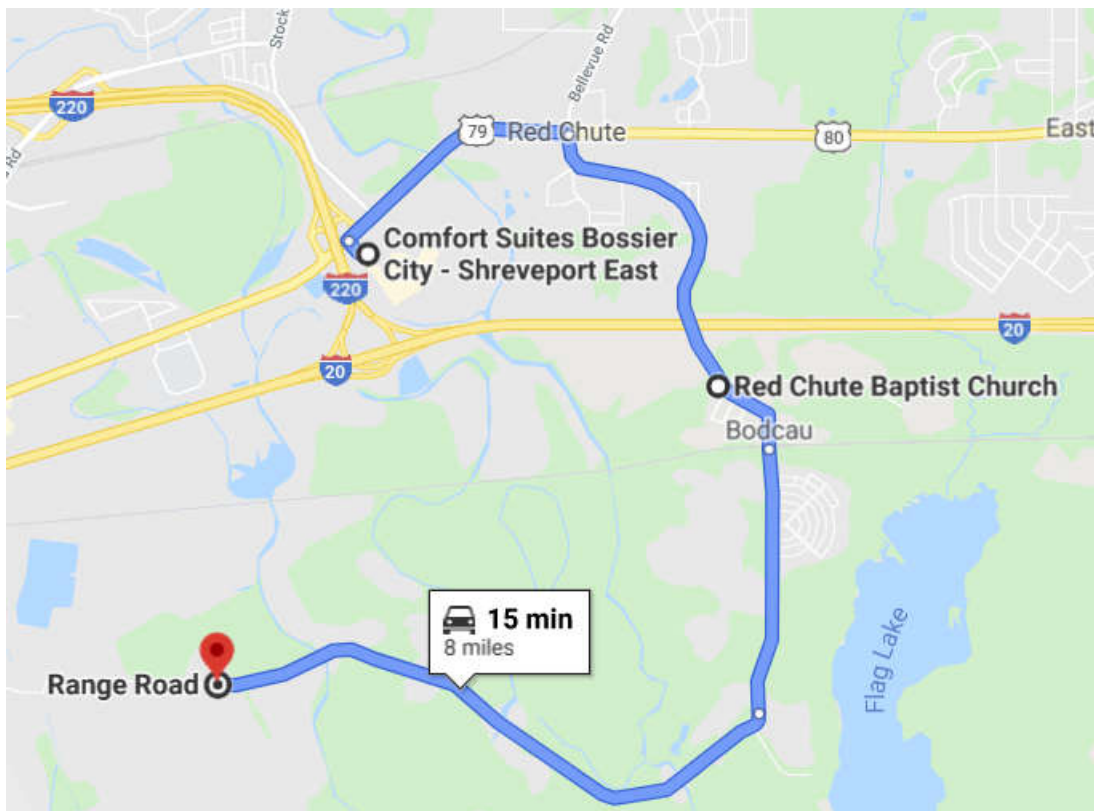 Stock
220
Rd
Bellevue Rd
79
Red Chute
80
East
Comfort Suites Bossier
City - Shreveport East
220
20
20
Red Chute Baptist Church
Bodcau
15 min
8 miles
Flag Lake
Range Road